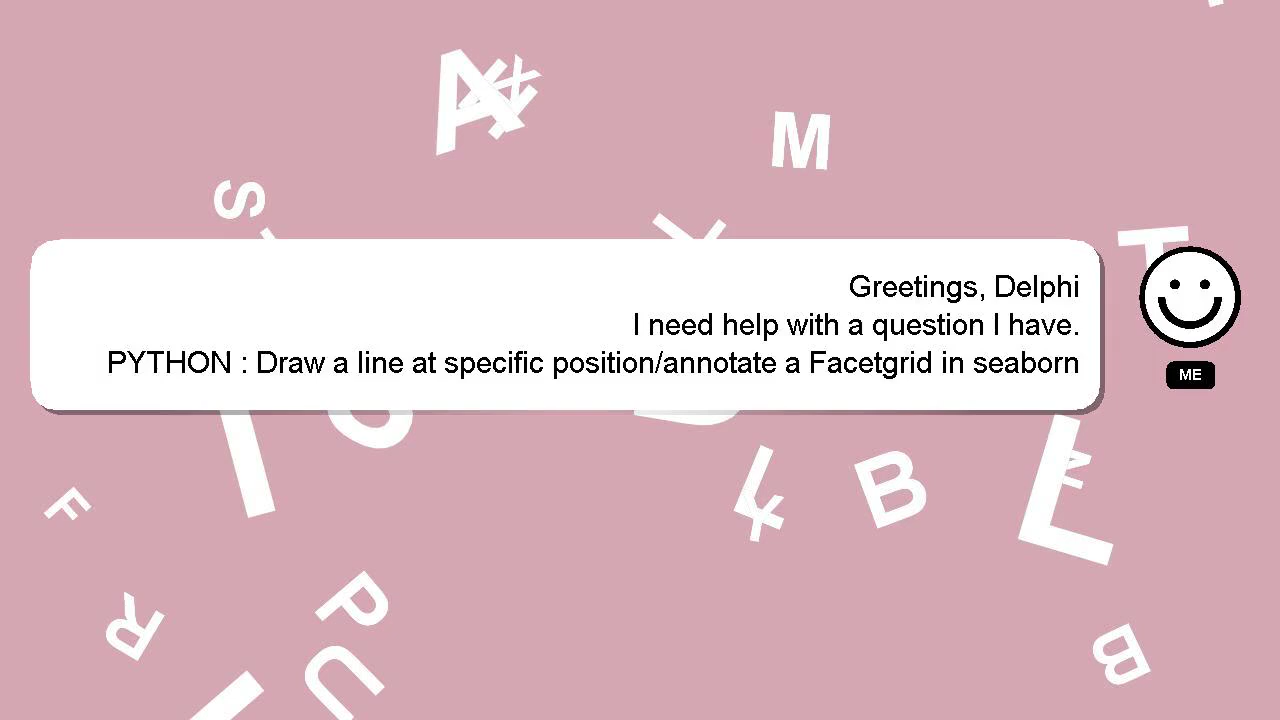 A
M
S
T
Greetings, Delphi
I need help with a question I have.
PYTHON : Draw a line at specific position/annotate a Facetgrid in seaborn
ME
L
B
F
P
R
U
B